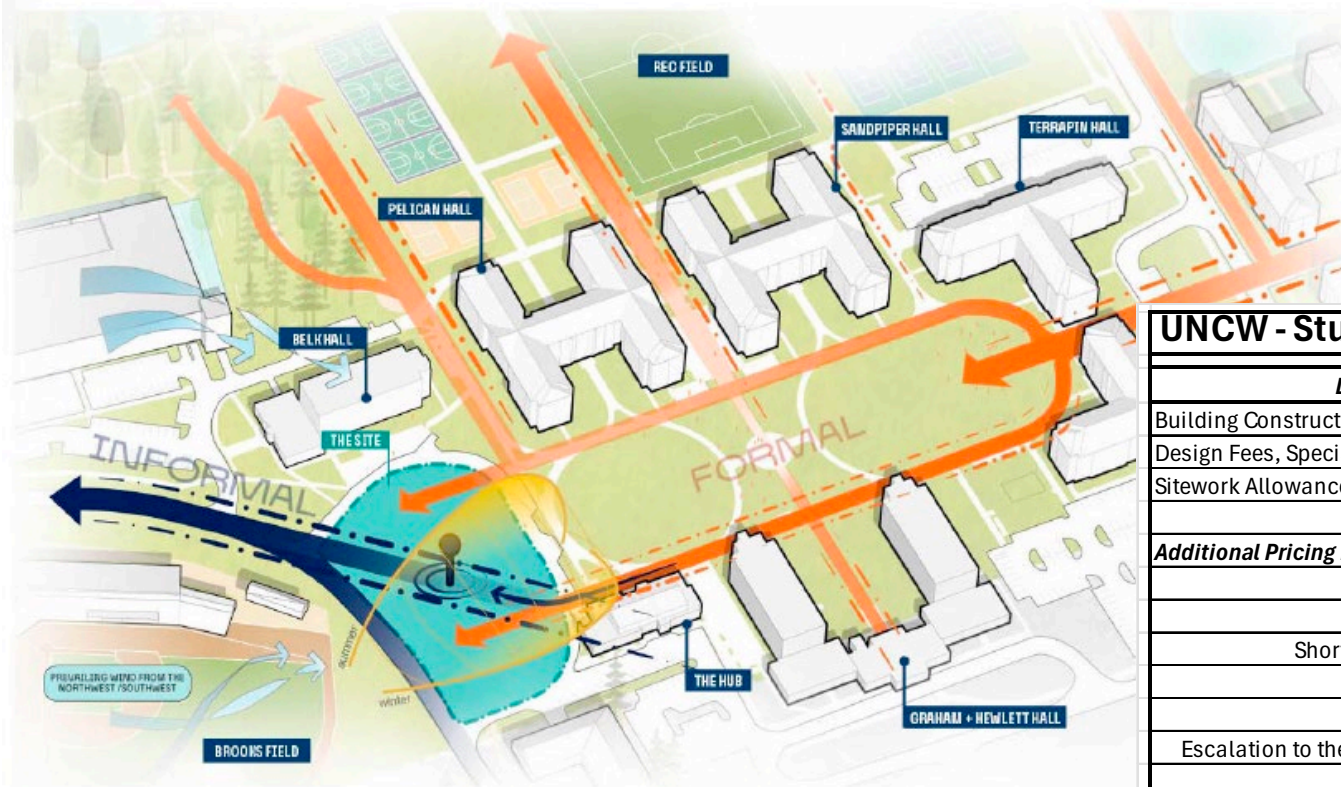 REC FIELD
SANDPIPER HALL
TERRAPIN HALL
PELICAN HALL
BELK HALL
THE SITE
INFORMAL
FORMAL
summer
winter
PREVAILING WIND FROM THE
NORTHWEST / SOUTHWEST
BROOKS FIELD
THE HUB
GRAHAM + HEWLETT HALL
UNCW - Stu
Building Construct
Design Fees, Speci
Sitework Allowance
Additional Pricing
Shor
Escalation to the